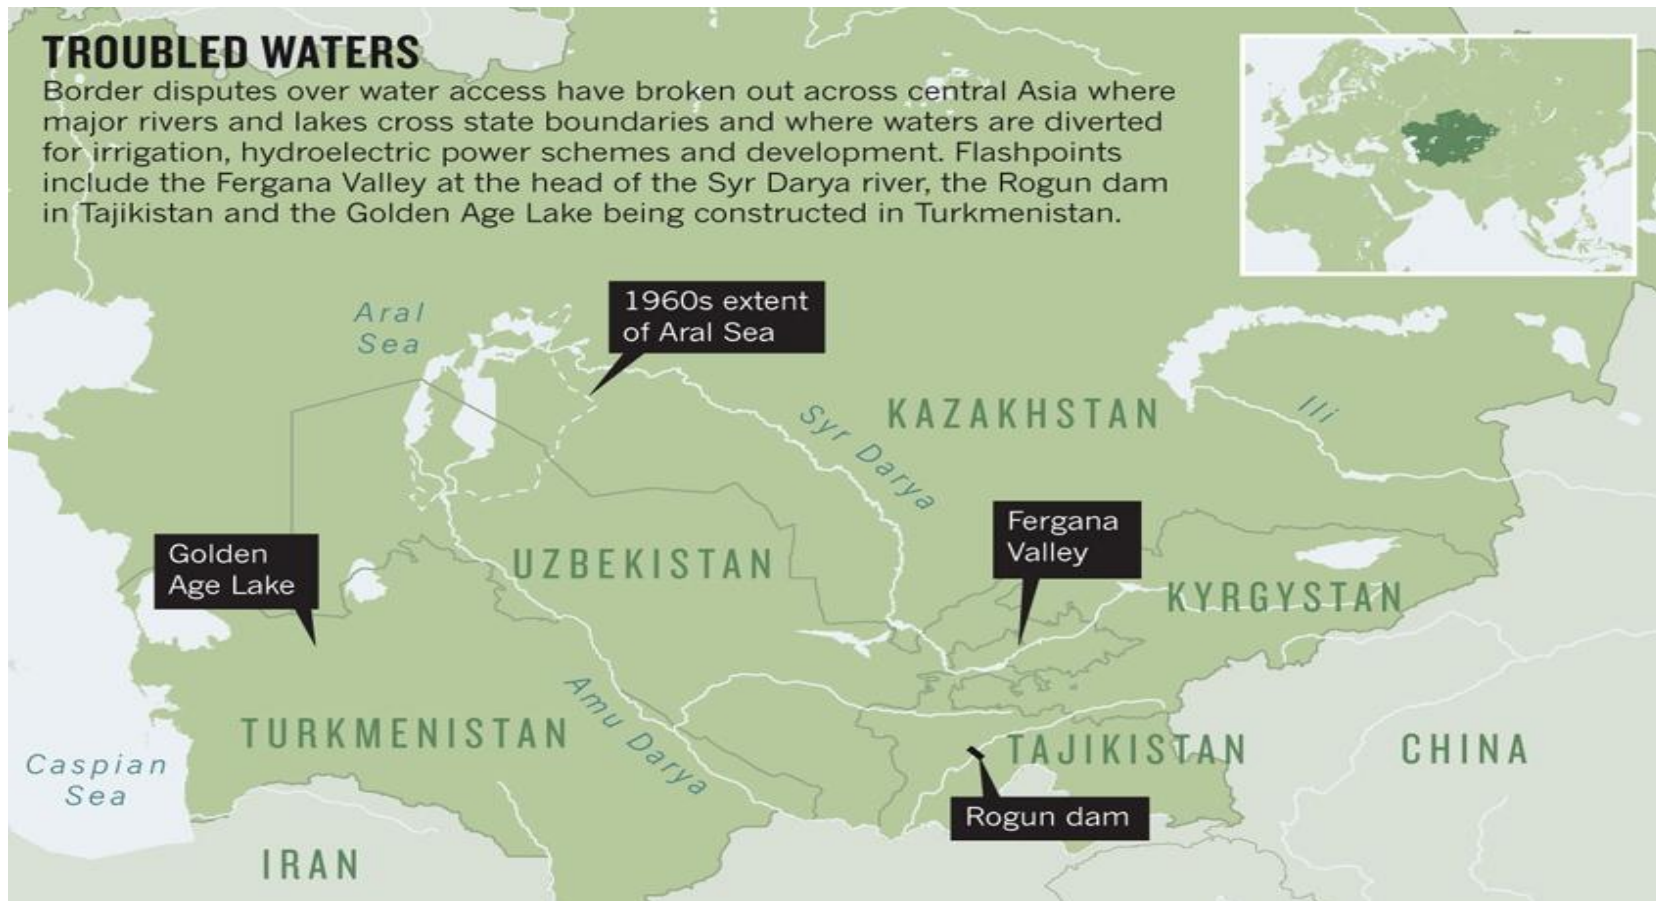 TROUBLED WATERS
Border disputes over water access have broken out across central Asia where
major rivers and lakes cross state boundaries and where waters are diverted
for irrigation, hydroelectric power schemes and development. Flashpoints
include the Fergana Valley at the head of the Syr Darya river, the Rogun dam
in Tajikistan and the Golden Age Lake being constructed in Turkmenistan.
Aral
Sea
1960s extent
of Aral Sea
KAZAKHSTAN
Ili
Syr Darya
Fergana
Valley
Golden
Age Lake
UZBEKISTAN
KYRGYSTAN
Amu Darya
TURKMENISTAN
TAJIKISTAN
CHINA
Caspian
Sea
Rogun dam
IRAN